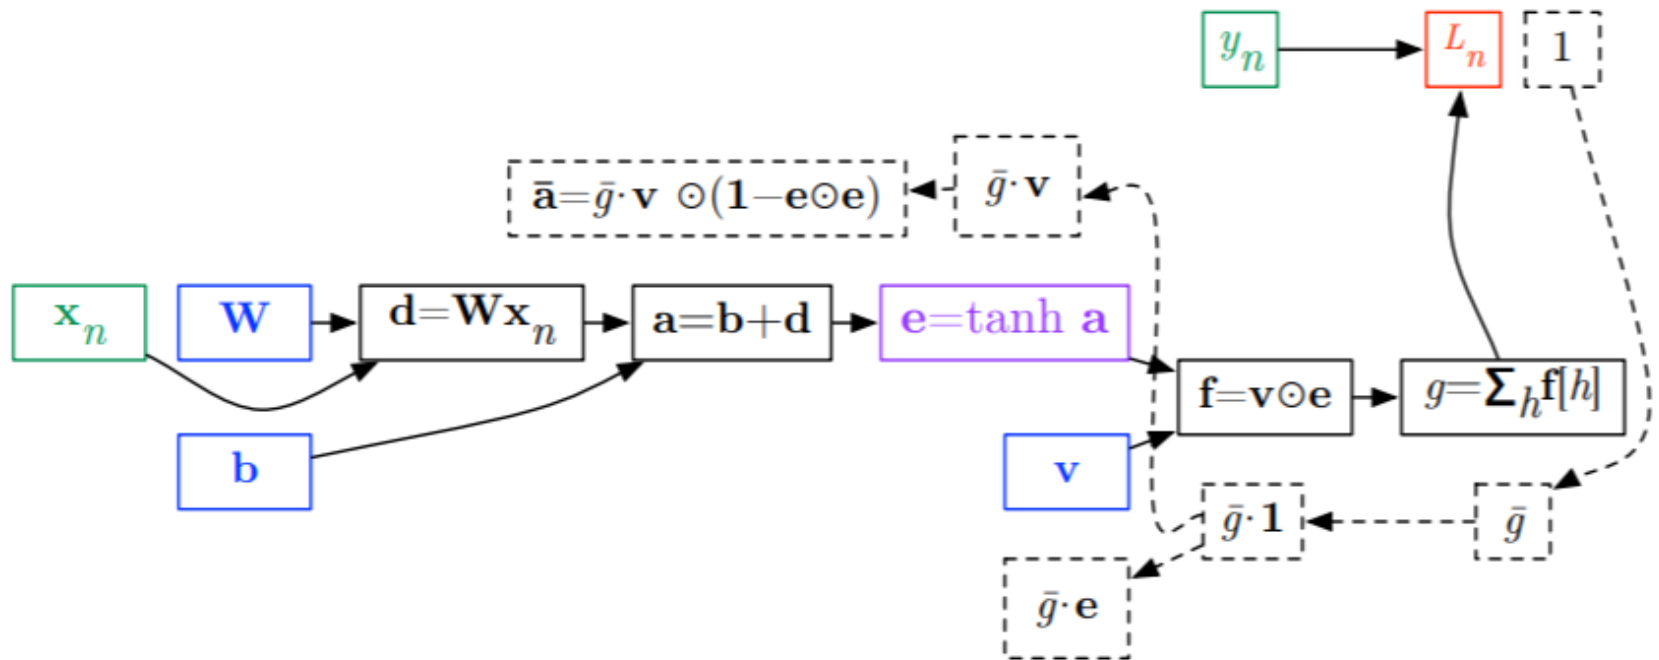 yₙ
Lₙ
1
ā=ḡ·v ⊙(1−e⊙e)
ḡ·v
xₙ
W
d=Wxₙ
a=b+d
e=tanh a
f=v⊙e
g=Σₕf[h]
b
v
ḡ·1
ḡ
ḡ·e